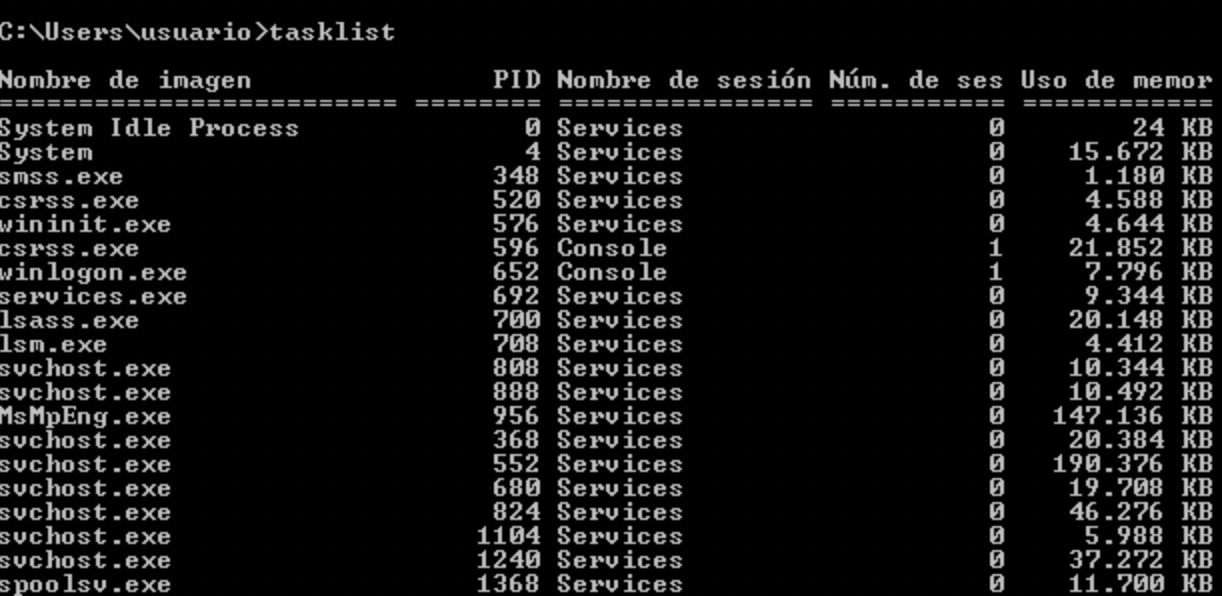 C:\Users\usuario>tasklist
Nombre de imagen PID Nombre de sesión Núm. de ses Uso de memor
========================= ======== ================ =========== ============
System Idle Process 0 Services 0 24 KB
System 4 Services 0 15.672 KB
smss.exe 348 Services 0 1.180 KB
csrss.exe 520 Services 0 4.588 KB
wininit.exe 576 Services 0 4.644 KB
csrss.exe 596 Console 1 21.852 KB
winlogon.exe 652 Console 1 7.796 KB
services.exe 692 Services 0 9.344 KB
lsass.exe 700 Services 0 20.148 KB
lsm.exe 708 Services 0 4.412 KB
svchost.exe 808 Services 0 10.344 KB
svchost.exe 888 Services 0 10.492 KB
MsMpEng.exe 956 Services 0 147.136 KB
svchost.exe 368 Services 0 20.384 KB
svchost.exe 552 Services 0 190.376 KB
svchost.exe 680 Services 0 19.708 KB
svchost.exe 824 Services 0 46.276 KB
svchost.exe 1104 Services 0 5.988 KB
svchost.exe 1240 Services 0 37.272 KB
spoolsv.exe 1368 Services 0 11.700 KB